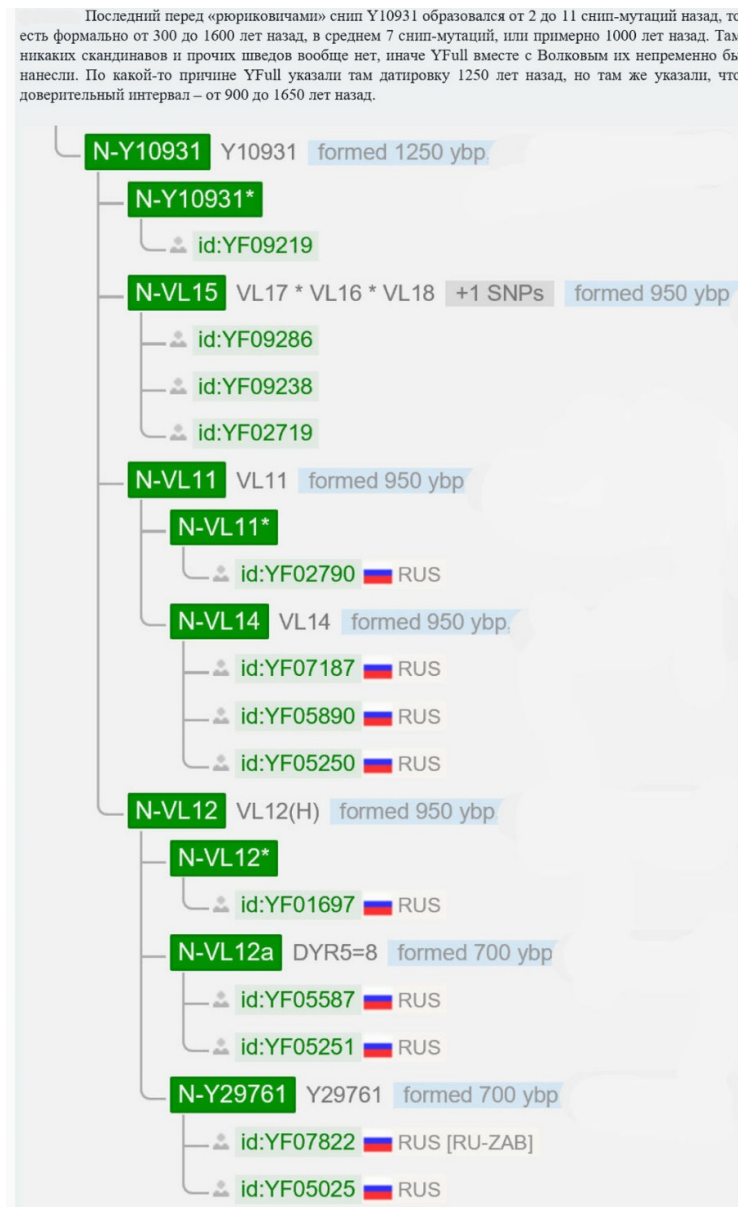 Последний перед «рюриковичами» снип Y10931 образовался от 2 до 11 снип-мутаций назад, то
есть формально от 300 до 1600 лет назад, в среднем 7 снип-мутаций, или примерно 1000 лет назад. Там
никаких скандинавов и прочих шведов вообще нет, иначе YFull вместе с Волковым их непременно бы
нанесли. По какой-то причине YFull указали там датировку 1250 лет назад, но там же указали, что
доверительный интервал – от 900 до 1650 лет назад.
N-Y10931 Y10931 formed 1250 ybp
N-Y10931*
id:YF09219
N-VL15 VL17 * VL16 * VL18 +1 SNPs formed 950 ybp
id:YF09286
id:YF09238
id:YF02719
N-VL11 VL11 formed 950 ybp
N-VL11*
id:YF02790 RUS
N-VL14 VL14 formed 950 ybp,
id:YF07187 RUS
id:YF05890 RUS
id:YF05250 RUS
N-VL12 VL12(H) formed 950 ybp
N-VL12*
id:YF01697 RUS
N-VL12a DYR5=8 formed 700 ybp
id:YF05587 RUS
id:YF05251 RUS
N-Y29761 Y29761 formed 700 ybp
id:YF07822 RUS [RU-ZAB]
id:YF05025 RUS